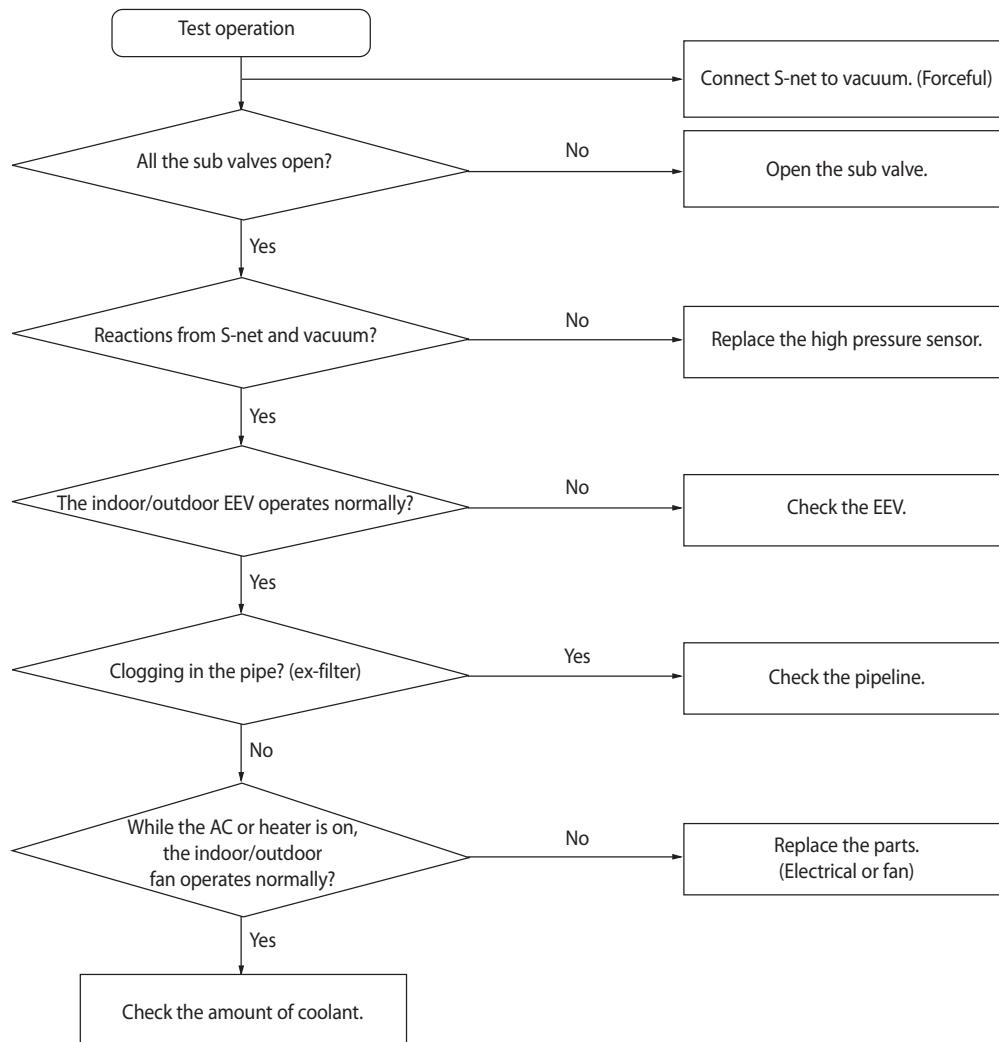 Test operation
Connect S-net to vacuum. (Forceful)
All the sub valves open?
No
Open the sub valve.
Yes
Reactions from S-net and vacuum?
No
Replace the high pressure sensor.
Yes
The indoor/outdoor EEV operates normally?
No
Check the EEV.
Yes
Clogging in the pipe? (ex-filter)
Yes
Check the pipeline.
No
While the AC or heater is on,
the indoor/outdoor
fan operates normally?
No
Replace the parts.
(Electrical or fan)
Yes
Check the amount of coolant.